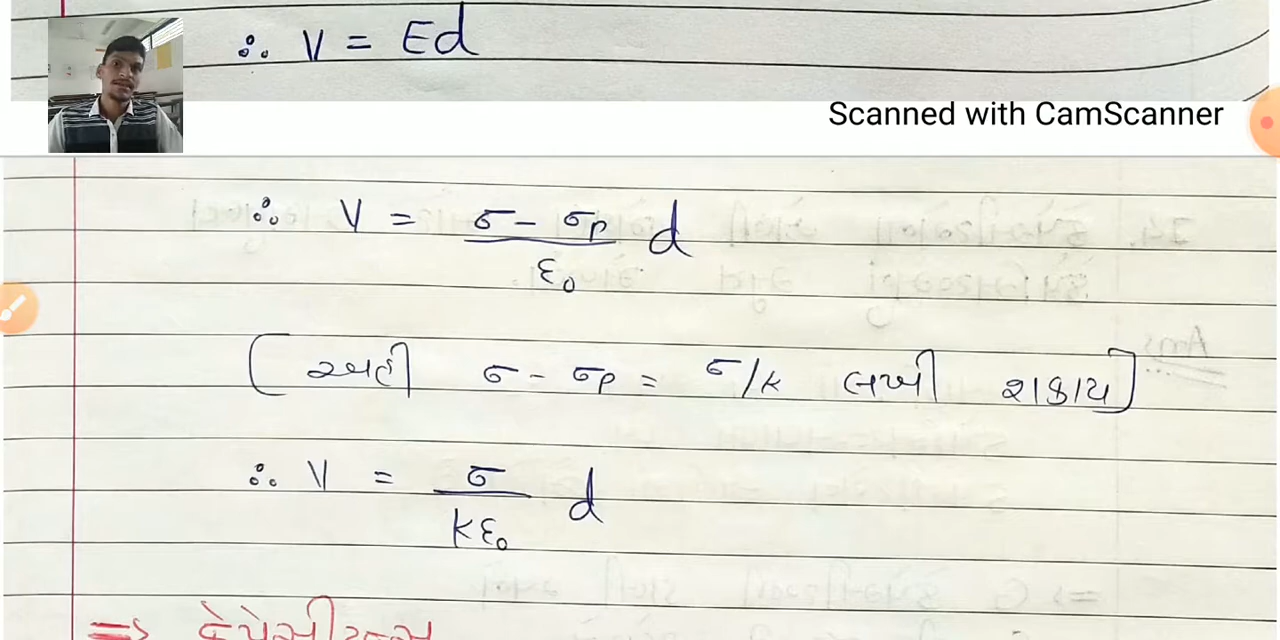 ∴ V = Ed
Scanned with CamScanner
∴ V = σ - σp / ε₀ d
[ અહી σ - σp = σ/k લખી શકાય ]
∴ V = σ / kε₀ d
=> કેપેસીટન્સ